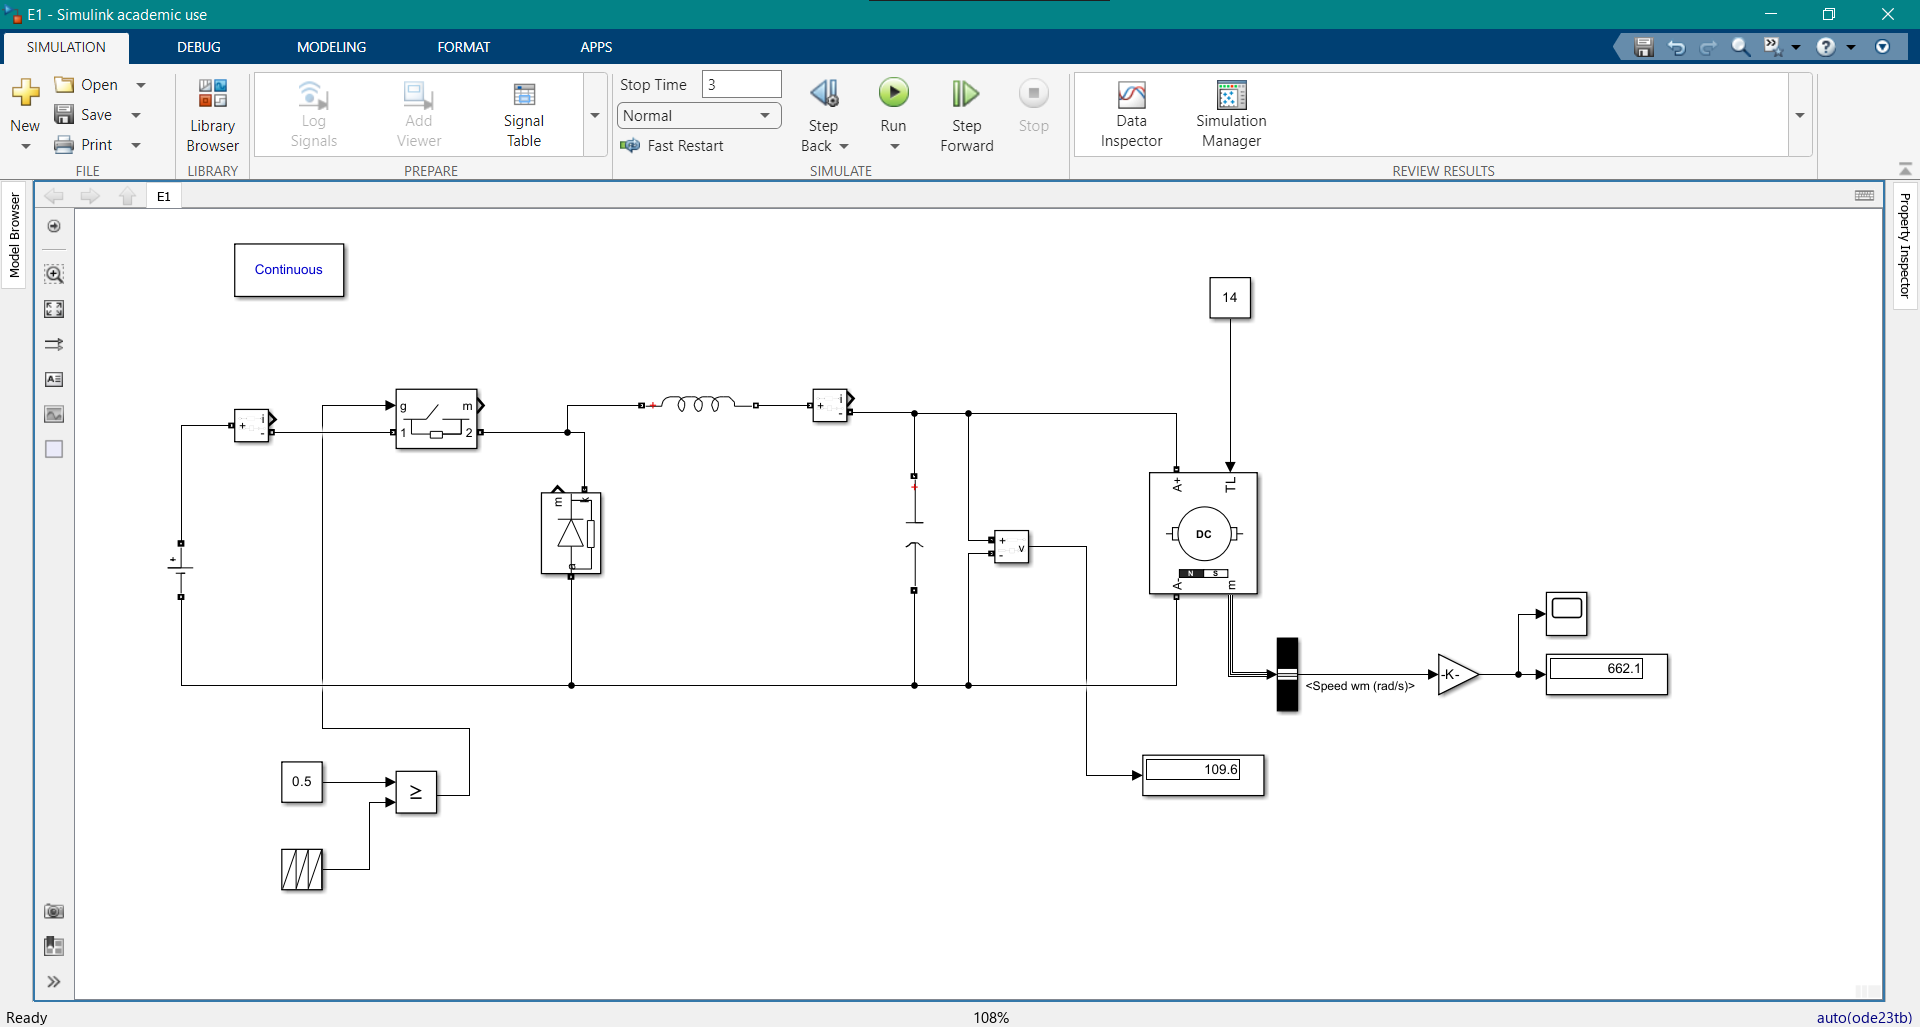 E1 - Simulink academic use
SIMULATION DEBUG MODELING FORMAT APPS
New
Open
Save
Print
FILE
Library Browser
LIBRARY
Log Signals
Add Viewer
Signal Table
PREPARE
Stop Time 3
Normal
Fast Restart
Step Back
Run
Step Forward
Stop
SIMULATE
Data Inspector
Simulation Manager
REVIEW RESULTS
Model Browser
E1
Property Inspector
Continuous
14
i
+
-
g m
1 2
+
i
+
-
A+ TL
m k
a
+
+
-
v
DC
N S
A- m
+
<Speed wm (rad/s)>
-K-
662.1
0.5
≥
109.6
Ready
108%
auto(ode23tb)